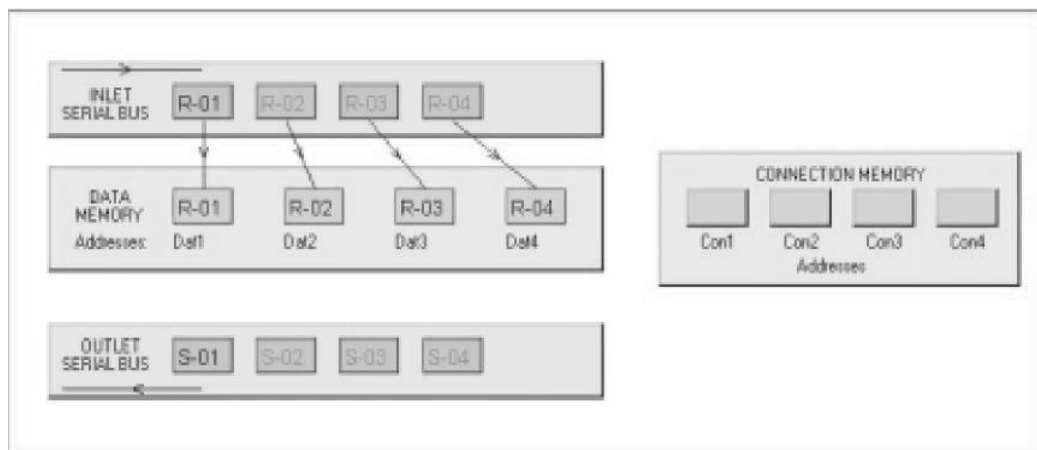 INLET
SERIAL BUS
R-01 R-02 R-03 R-04
DATA
MEMORY
R-01 R-02 R-03 R-04
Addresses: Dat1 Dat2 Dat3 Dat4
CONNECTION MEMORY
Con1 Con2 Con3 Con4
Addresses
OUTLET
SERIAL BUS
S-01 S-02 S-03 S-04